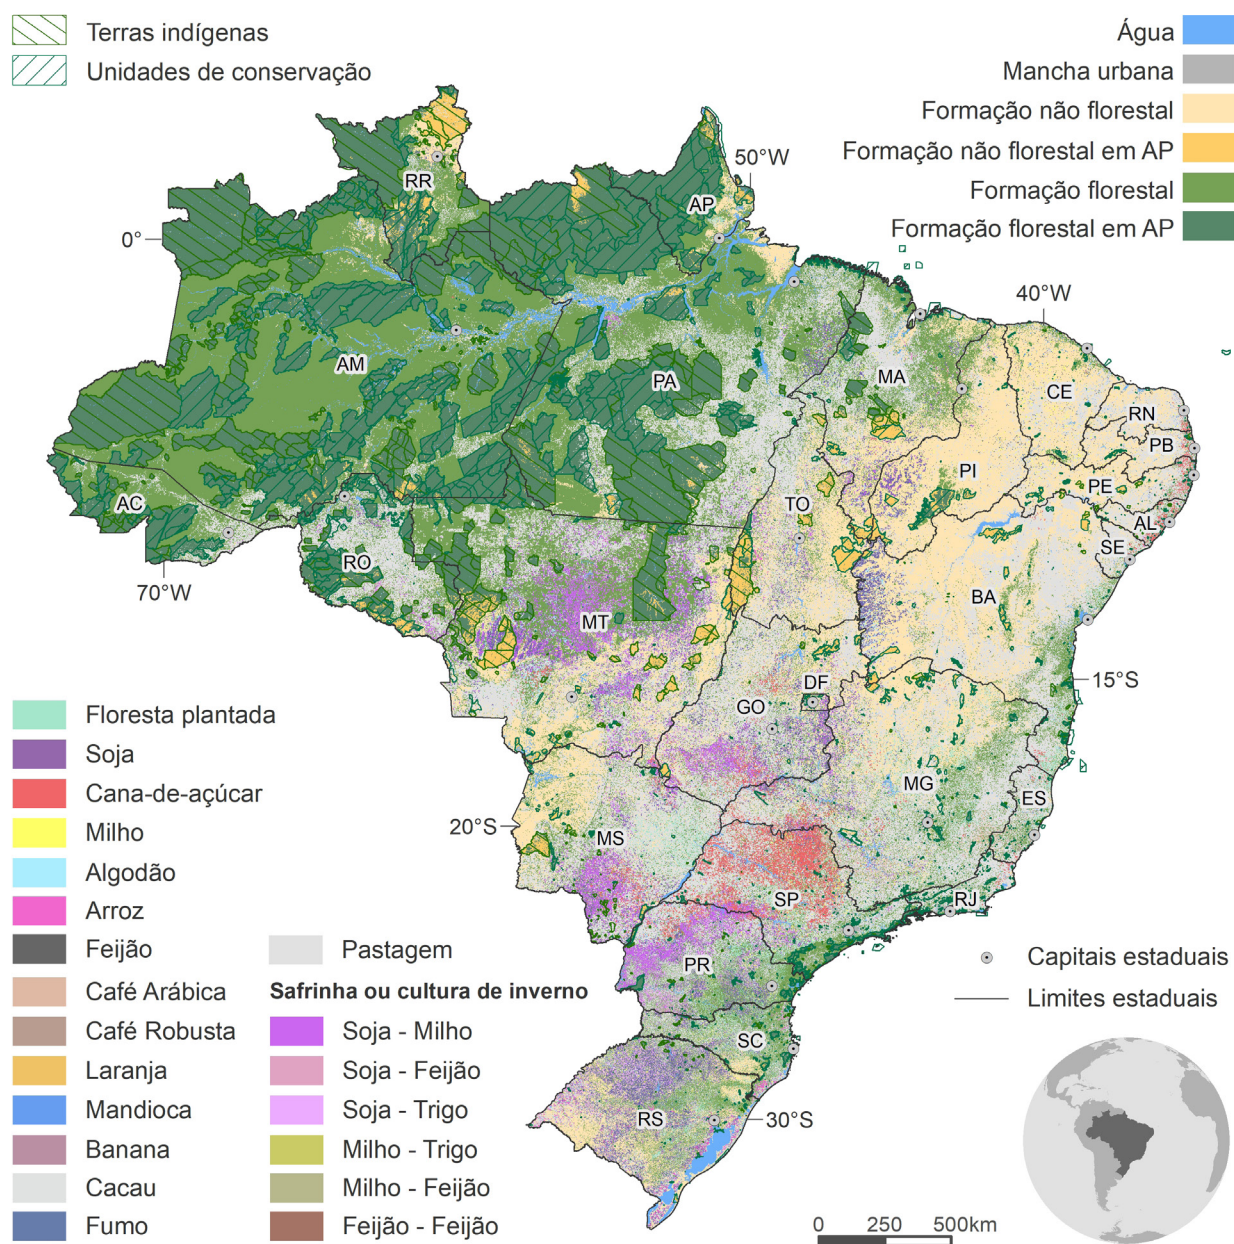 Terras indígenas
Unidades de conservação
Água
Mancha urbana
Formação não florestal
Formação não florestal em AP
Formação florestal
Formação florestal em AP
50°W
0°
40°W
RR
AP
AM
PA
MA
CE
RN
PB
PI
PE
AC
TO
AL
SE
RO
70°W
BA
MT
15°S
DF
GO
MG
ES
20°S
MS
SP
RJ
PR
SC
RS
30°S
Floresta plantada
Soja
Cana-de-açúcar
Milho
Algodão
Arroz
Feijão
Café Arábica
Café Robusta
Laranja
Mandioca
Banana
Cacau
Fumo
Pastagem
Safrinha ou cultura de inverno
Soja - Milho
Soja - Feijão
Soja - Trigo
Milho - Trigo
Milho - Feijão
Feijão - Feijão
Capitais estaduais
Limites estaduais
0 250 500km